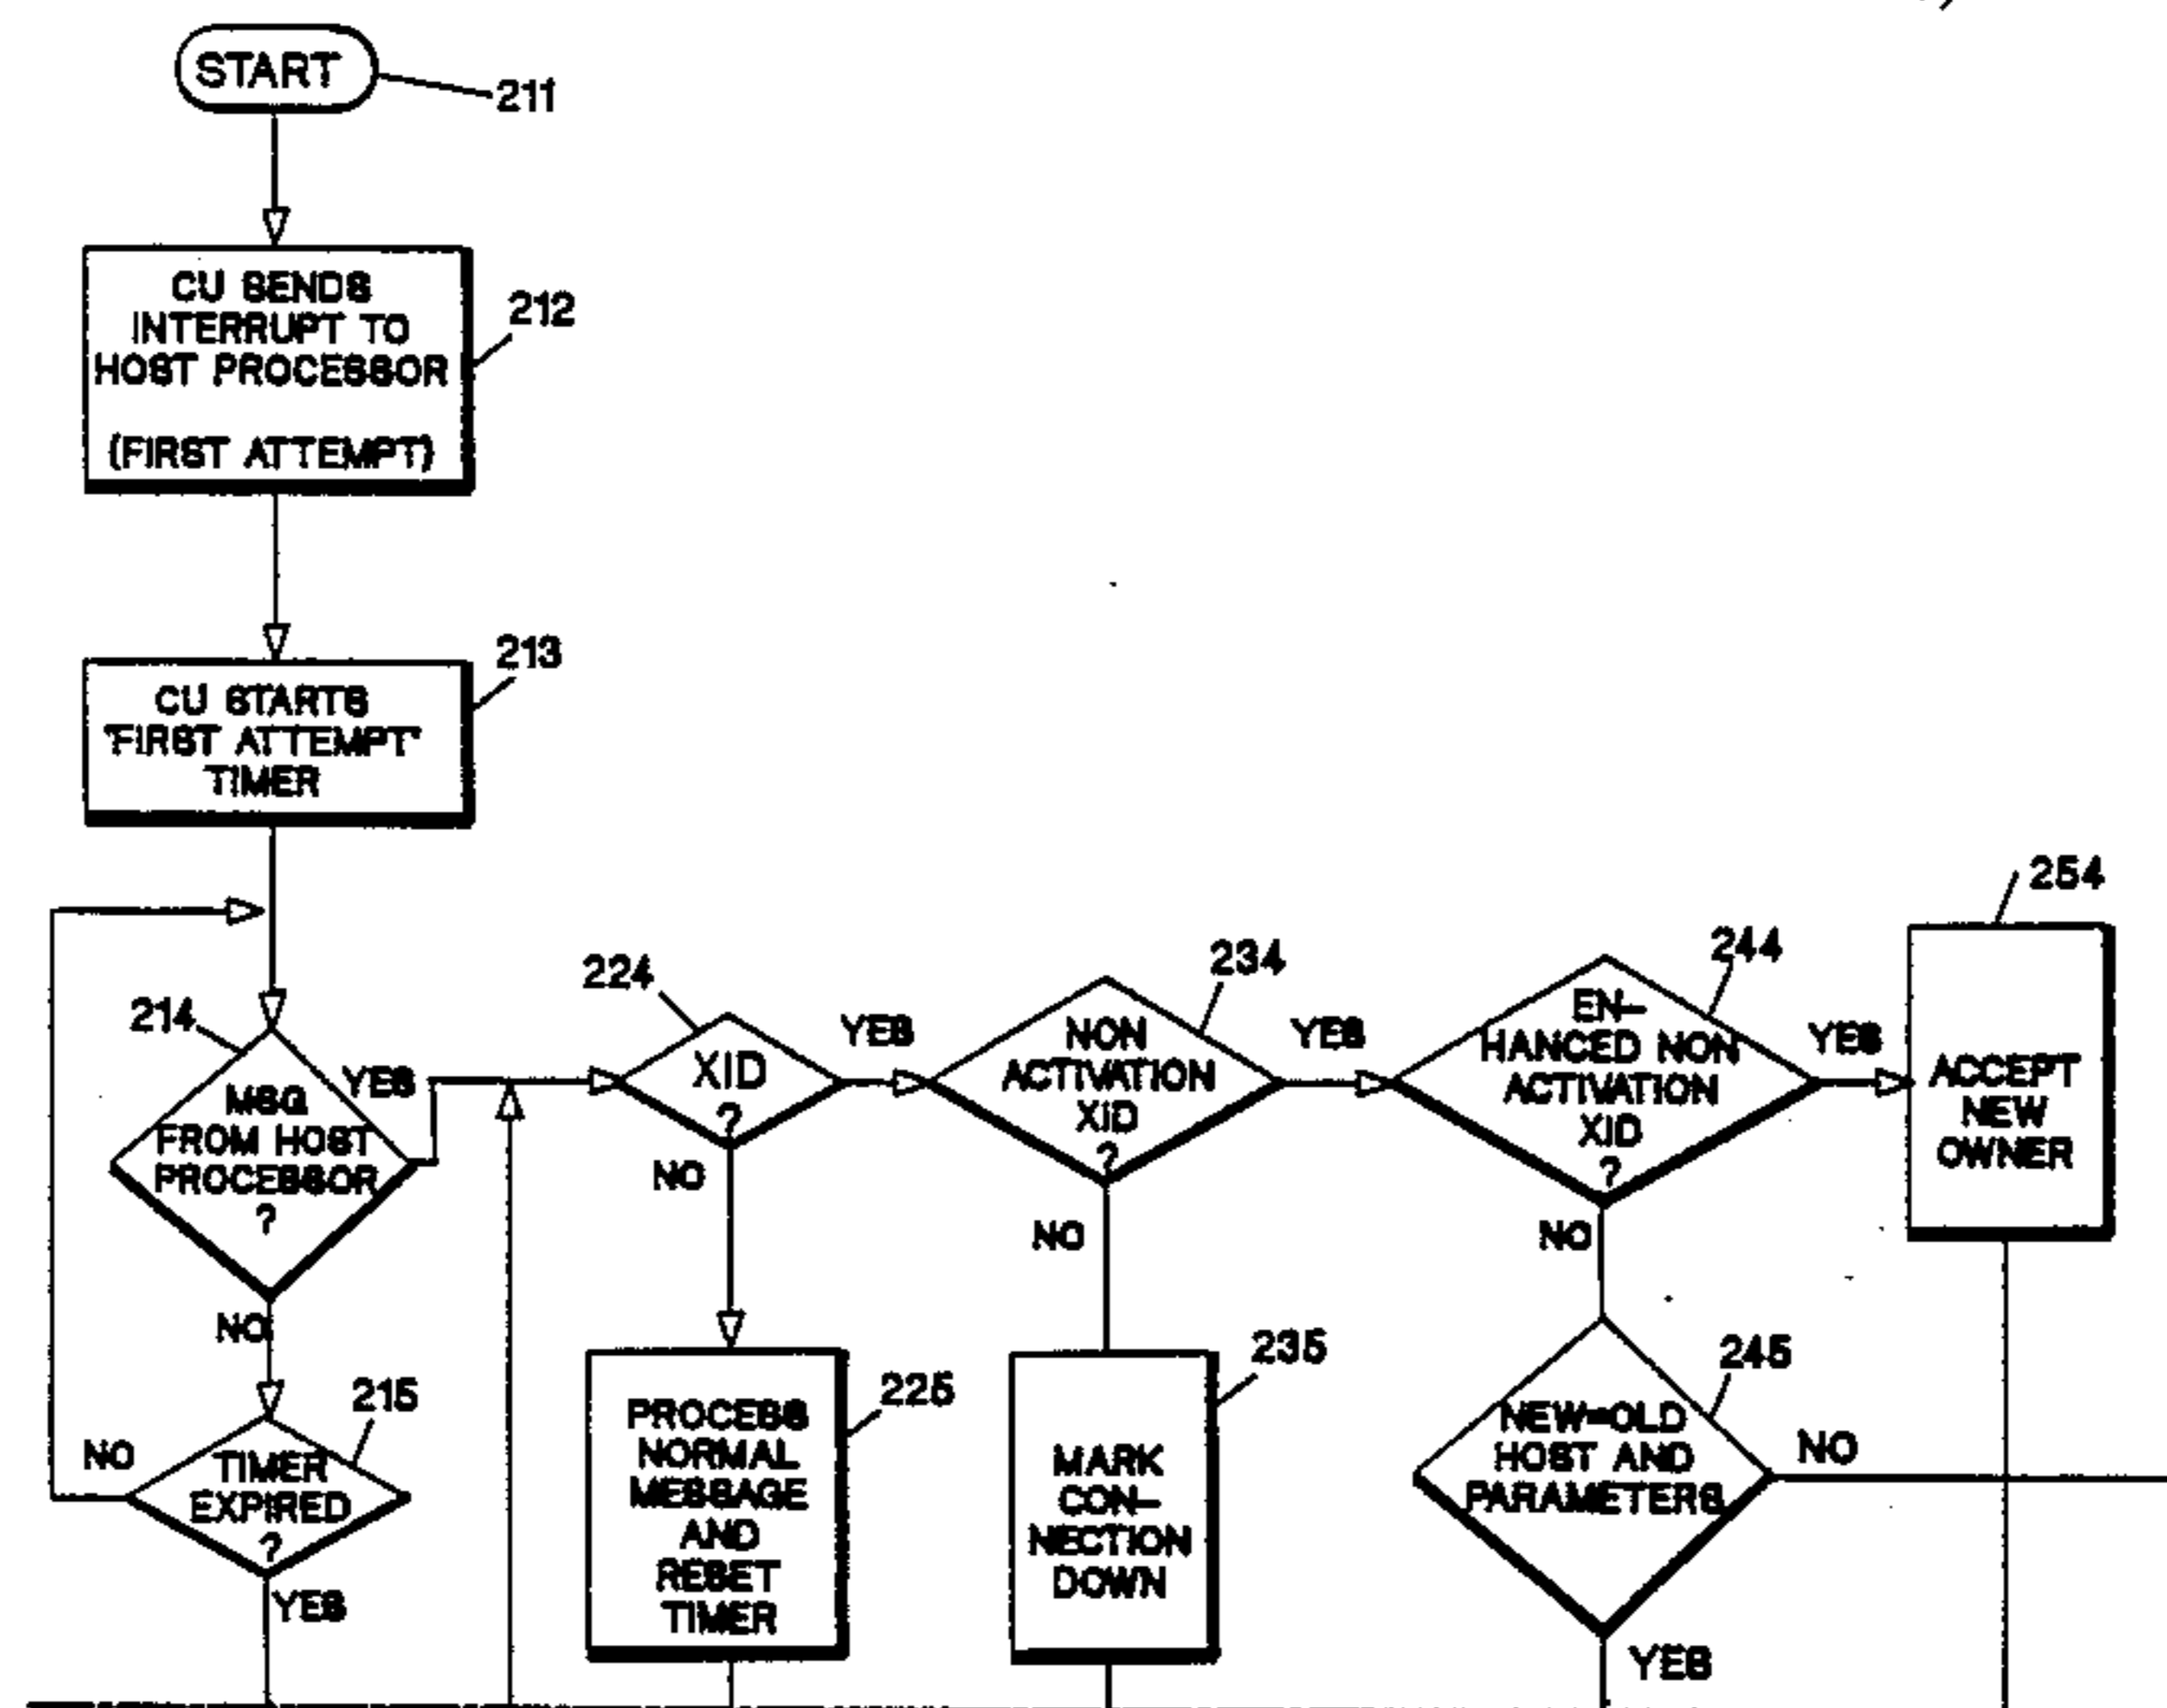 START
211
CU SENDS
INTERRUPT TO
HOST PROCESSOR
(FIRST ATTEMPT)
212
CU STARTS
"FIRST ATTEMPT"
TIMER
213
214
MSG
FROM HOST
PROCESSOR
?
YES
NO
215
TIMER
EXPIRED
?
NO
YES
224
XID
?
YES
NO
225
PROCESS
NORMAL
MESSAGE
AND
RESET
TIMER
234
NON
ACTIVATION
XID
?
YES
NO
235
MARK
CON-
NECTION
DOWN
244
EN-
HANCED NON
ACTIVATION
XID
?
YES
NO
245
NEW=OLD
HOST AND
PARAMETERS
NO
YES
254
ACCEPT
NEW
OWNER